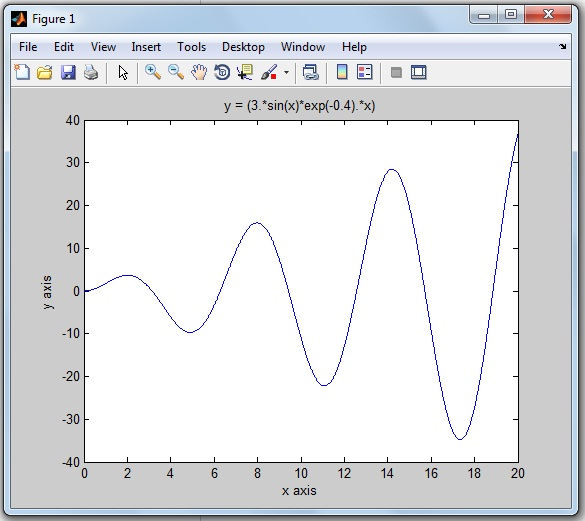 Figure 1
File Edit View Insert Tools Desktop Window Help
y = (3.*sin(x)*exp(-0.4).*x)
40
30
20
10
0
-10
-20
-30
-40
y axis
0 2 4 6 8 10 12 14 16 18 20
x axis